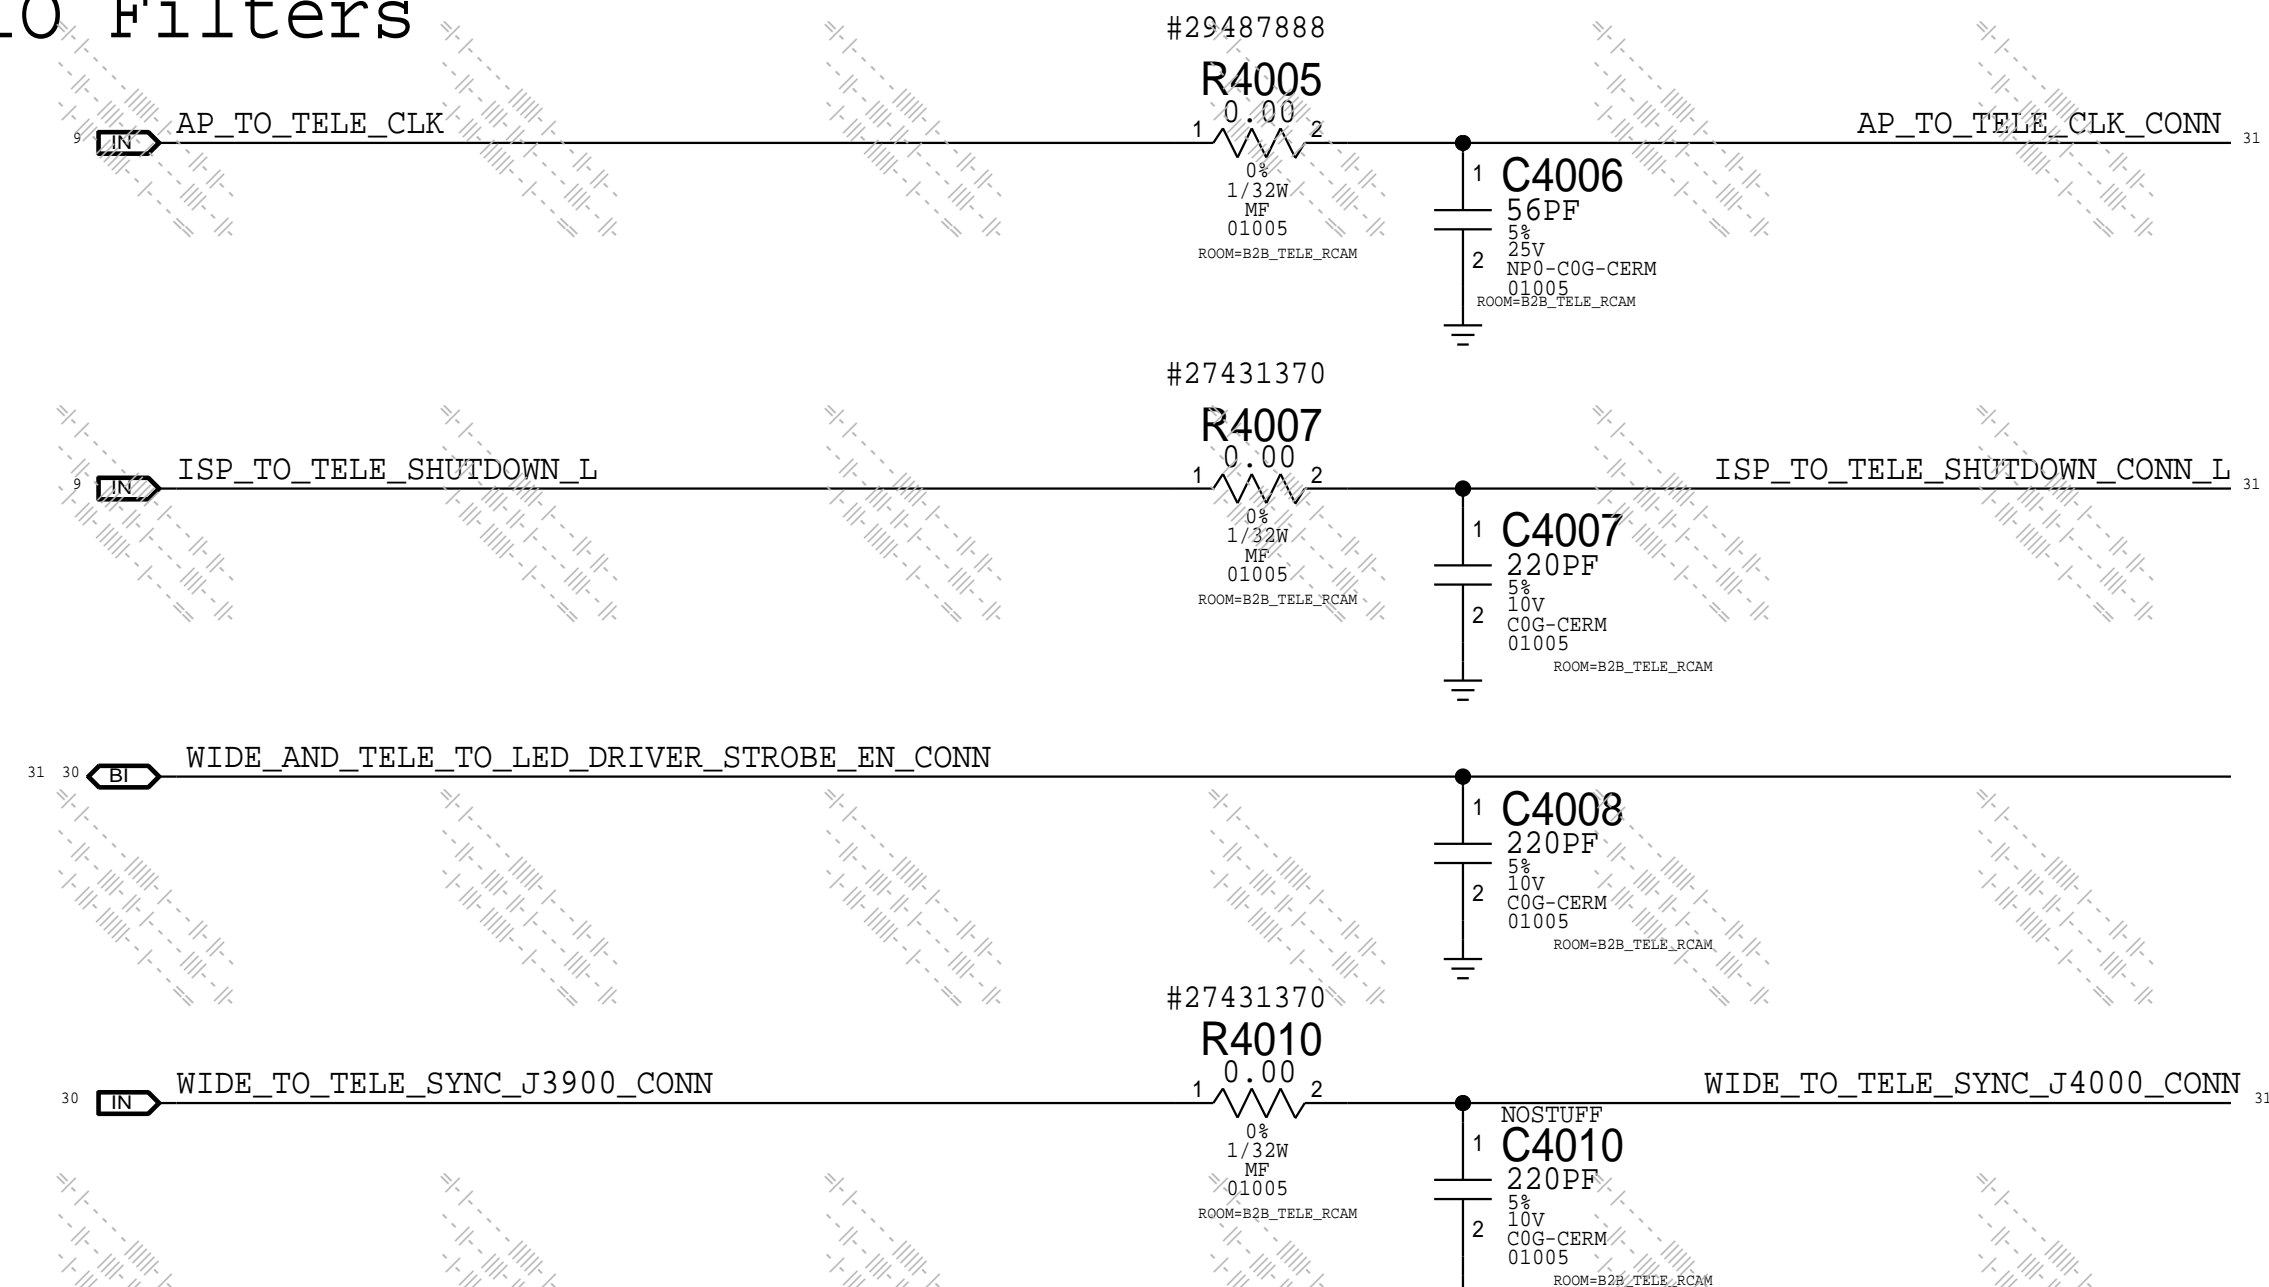 IO Filters
#29487888
R4005
0.00
9 IN AP_TO_TELE_CLK 1 2 AP_TO_TELE_CLK_CONN 31
0%
1/32W
MF
01005
ROOM=B2B_TELE_RCAM
1 C4006
56PF
5%
25V
2 NP0-C0G-CERM
01005
ROOM=B2B_TELE_RCAM
#27431370
R4007
0.00
9 IN ISP_TO_TELE_SHUTDOWN_L 1 2 ISP_TO_TELE_SHUTDOWN_CONN_L 31
0%
1/32W
MF
01005
ROOM=B2B_TELE_RCAM
1 C4007
220PF
5%
10V
2 C0G-CERM
01005
ROOM=B2B_TELE_RCAM
31 30 BI WIDE_AND_TELE_TO_LED_DRIVER_STROBE_EN_CONN
1 C4008
220PF
5%
10V
2 C0G-CERM
01005
ROOM=B2B_TELE_RCAM
#27431370
R4010
0.00
30 IN WIDE_TO_TELE_SYNC_J3900_CONN 1 2 WIDE_TO_TELE_SYNC_J4000_CONN 31
0%
1/32W
MF
01005
ROOM=B2B_TELE_RCAM
NOSTUFF
1 C4010
220PF
5%
10V
2 C0G-CERM
01005
ROOM=B2B_TELE_RCAM